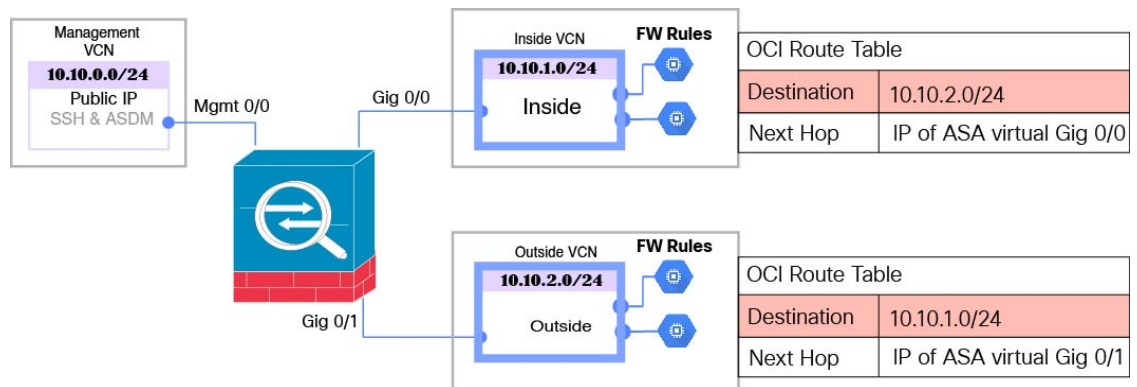 Management
VCN
10.10.0.0/24
Public IP
SSH & ASDM
Mgmt 0/0
Gig 0/0
Gig 0/1
Inside VCN
10.10.1.0/24
Inside
FW Rules
OCI Route Table
Destination 10.10.2.0/24
Next Hop IP of ASA virtual Gig 0/0
Outside VCN
10.10.2.0/24
Outside
FW Rules
OCI Route Table
Destination 10.10.1.0/24
Next Hop IP of ASA virtual Gig 0/1